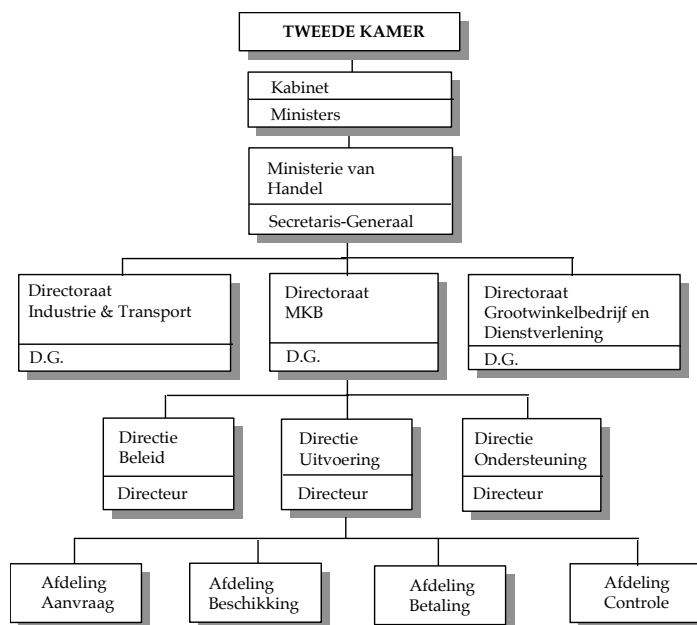 TWEEDE KAMER
Kabinet
Ministers
Ministerie van
Handel
Secretaris-Generaal
Directoraat
Industrie & Transport
D.G.
Directoraat
MKB
D.G.
Directoraat
Grootwinkelbedrijf en
Dienstverlening
D.G.
Directie
Beleid
Directeur
Directie
Uitvoering
Directeur
Directie
Ondersteuning
Directeur
Afdeling
Aanvraag
Afdeling
Beschikking
Afdeling
Betaling
Afdeling
Controle